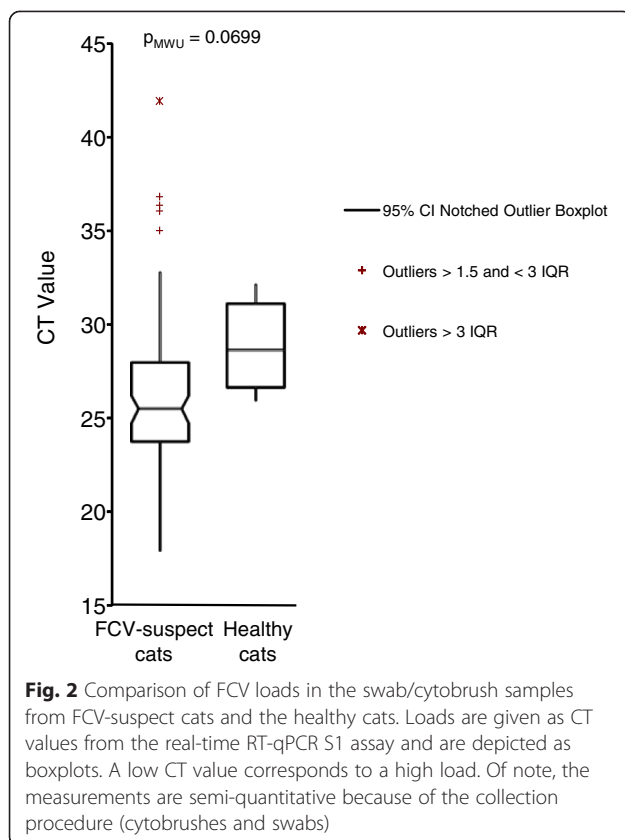 p_MWU = 0.0699
45
40
35
30
25
20
15
CT Value
FCV-suspect cats
Healthy cats
95% CI Notched Outlier Boxplot
Outliers > 1.5 and < 3 IQR
Outliers > 3 IQR
Fig. 2 Comparison of FCV loads in the swab/cytobrush samples
from FCV-suspect cats and the healthy cats. Loads are given as CT
values from the real-time RT-qPCR S1 assay and are depicted as
boxplots. A low CT value corresponds to a high load. Of note, the
measurements are semi-quantitative because of the collection
procedure (cytobrushes and swabs)